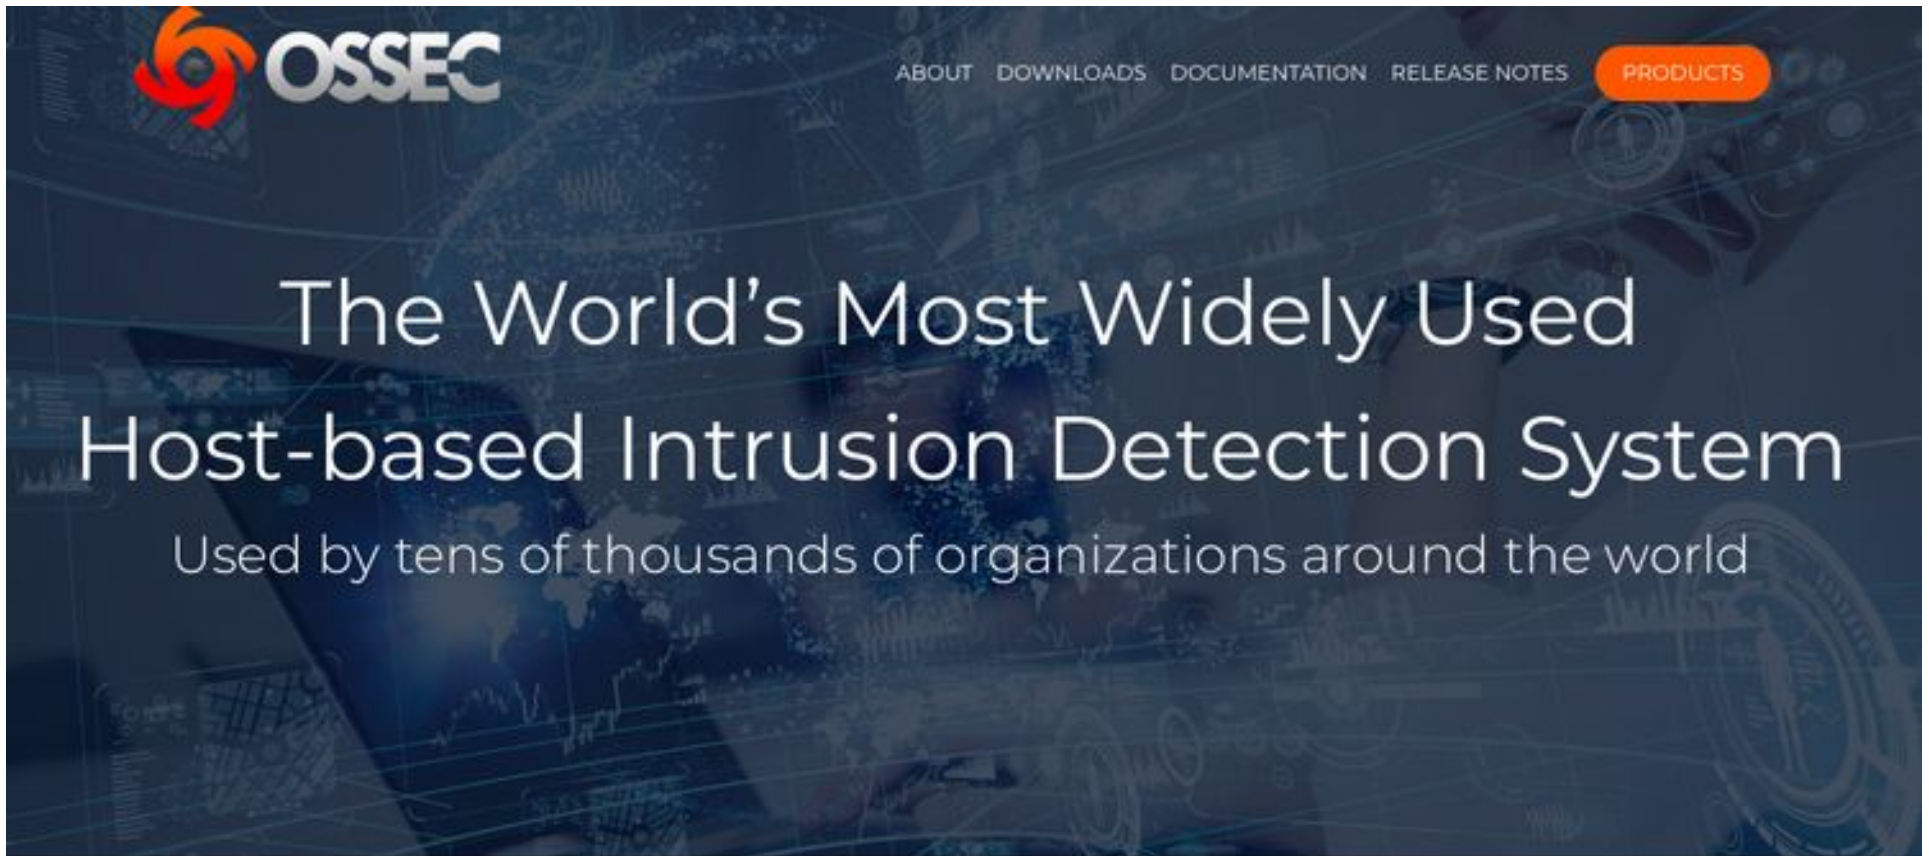 OSSEC
ABOUT DOWNLOADS DOCUMENTATION RELEASE NOTES PRODUCTS
The World’s Most Widely Used
Host-based Intrusion Detection System
Used by tens of thousands of organizations around the world